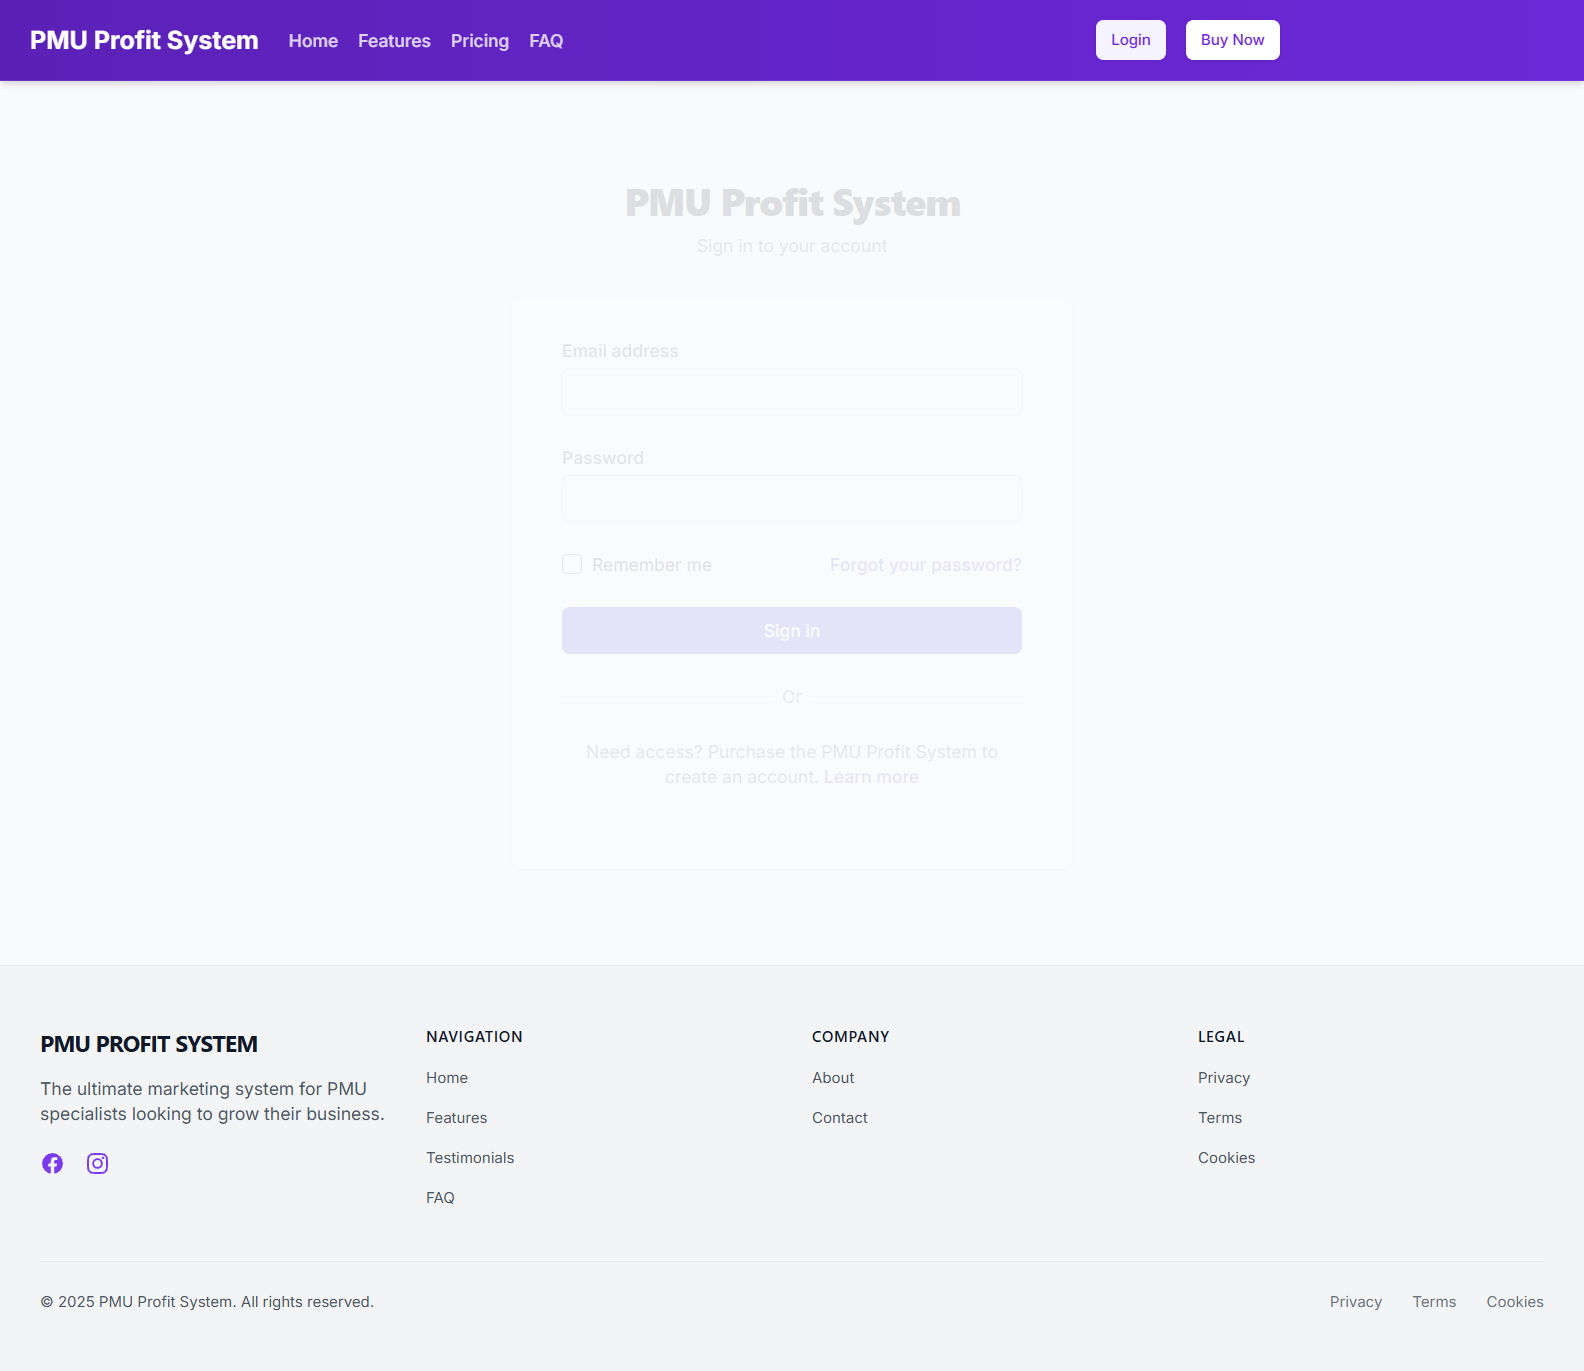 PMU Profit System Home Features Pricing FAQ Login Buy Now
PMU Profit System
Sign in to your account
Email address
Password
Remember me Forgot your password?
Sign in
Or
Need access? Purchase the PMU Profit System to
create an account. Learn more
PMU PROFIT SYSTEM
The ultimate marketing system for PMU
specialists looking to grow their business.
NAVIGATION
Home
Features
Testimonials
FAQ
COMPANY
About
Contact
LEGAL
Privacy
Terms
Cookies
© 2025 PMU Profit System. All rights reserved. Privacy Terms Cookies